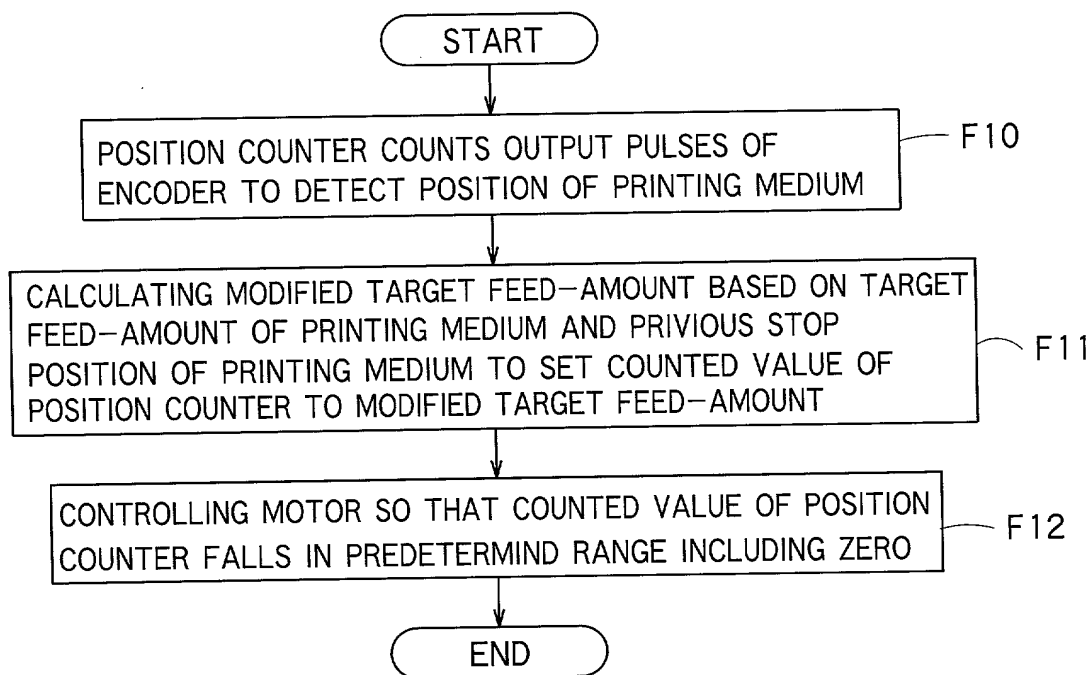 START
POSITION COUNTER COUNTS OUTPUT PULSES OF
ENCODER TO DETECT POSITION OF PRINTING MEDIUM
F10
CALCULATING MODIFIED TARGET FEED-AMOUNT BASED ON TARGET
FEED-AMOUNT OF PRINTING MEDIUM AND PRIVIOUS STOP
POSITION OF PRINTING MEDIUM TO SET COUNTED VALUE OF
POSITION COUNTER TO MODIFIED TARGET FEED-AMOUNT
F11
CONTROLLING MOTOR SO THAT COUNTED VALUE OF POSITION
COUNTER FALLS IN PREDETERMIND RANGE INCLUDING ZERO
F12
END